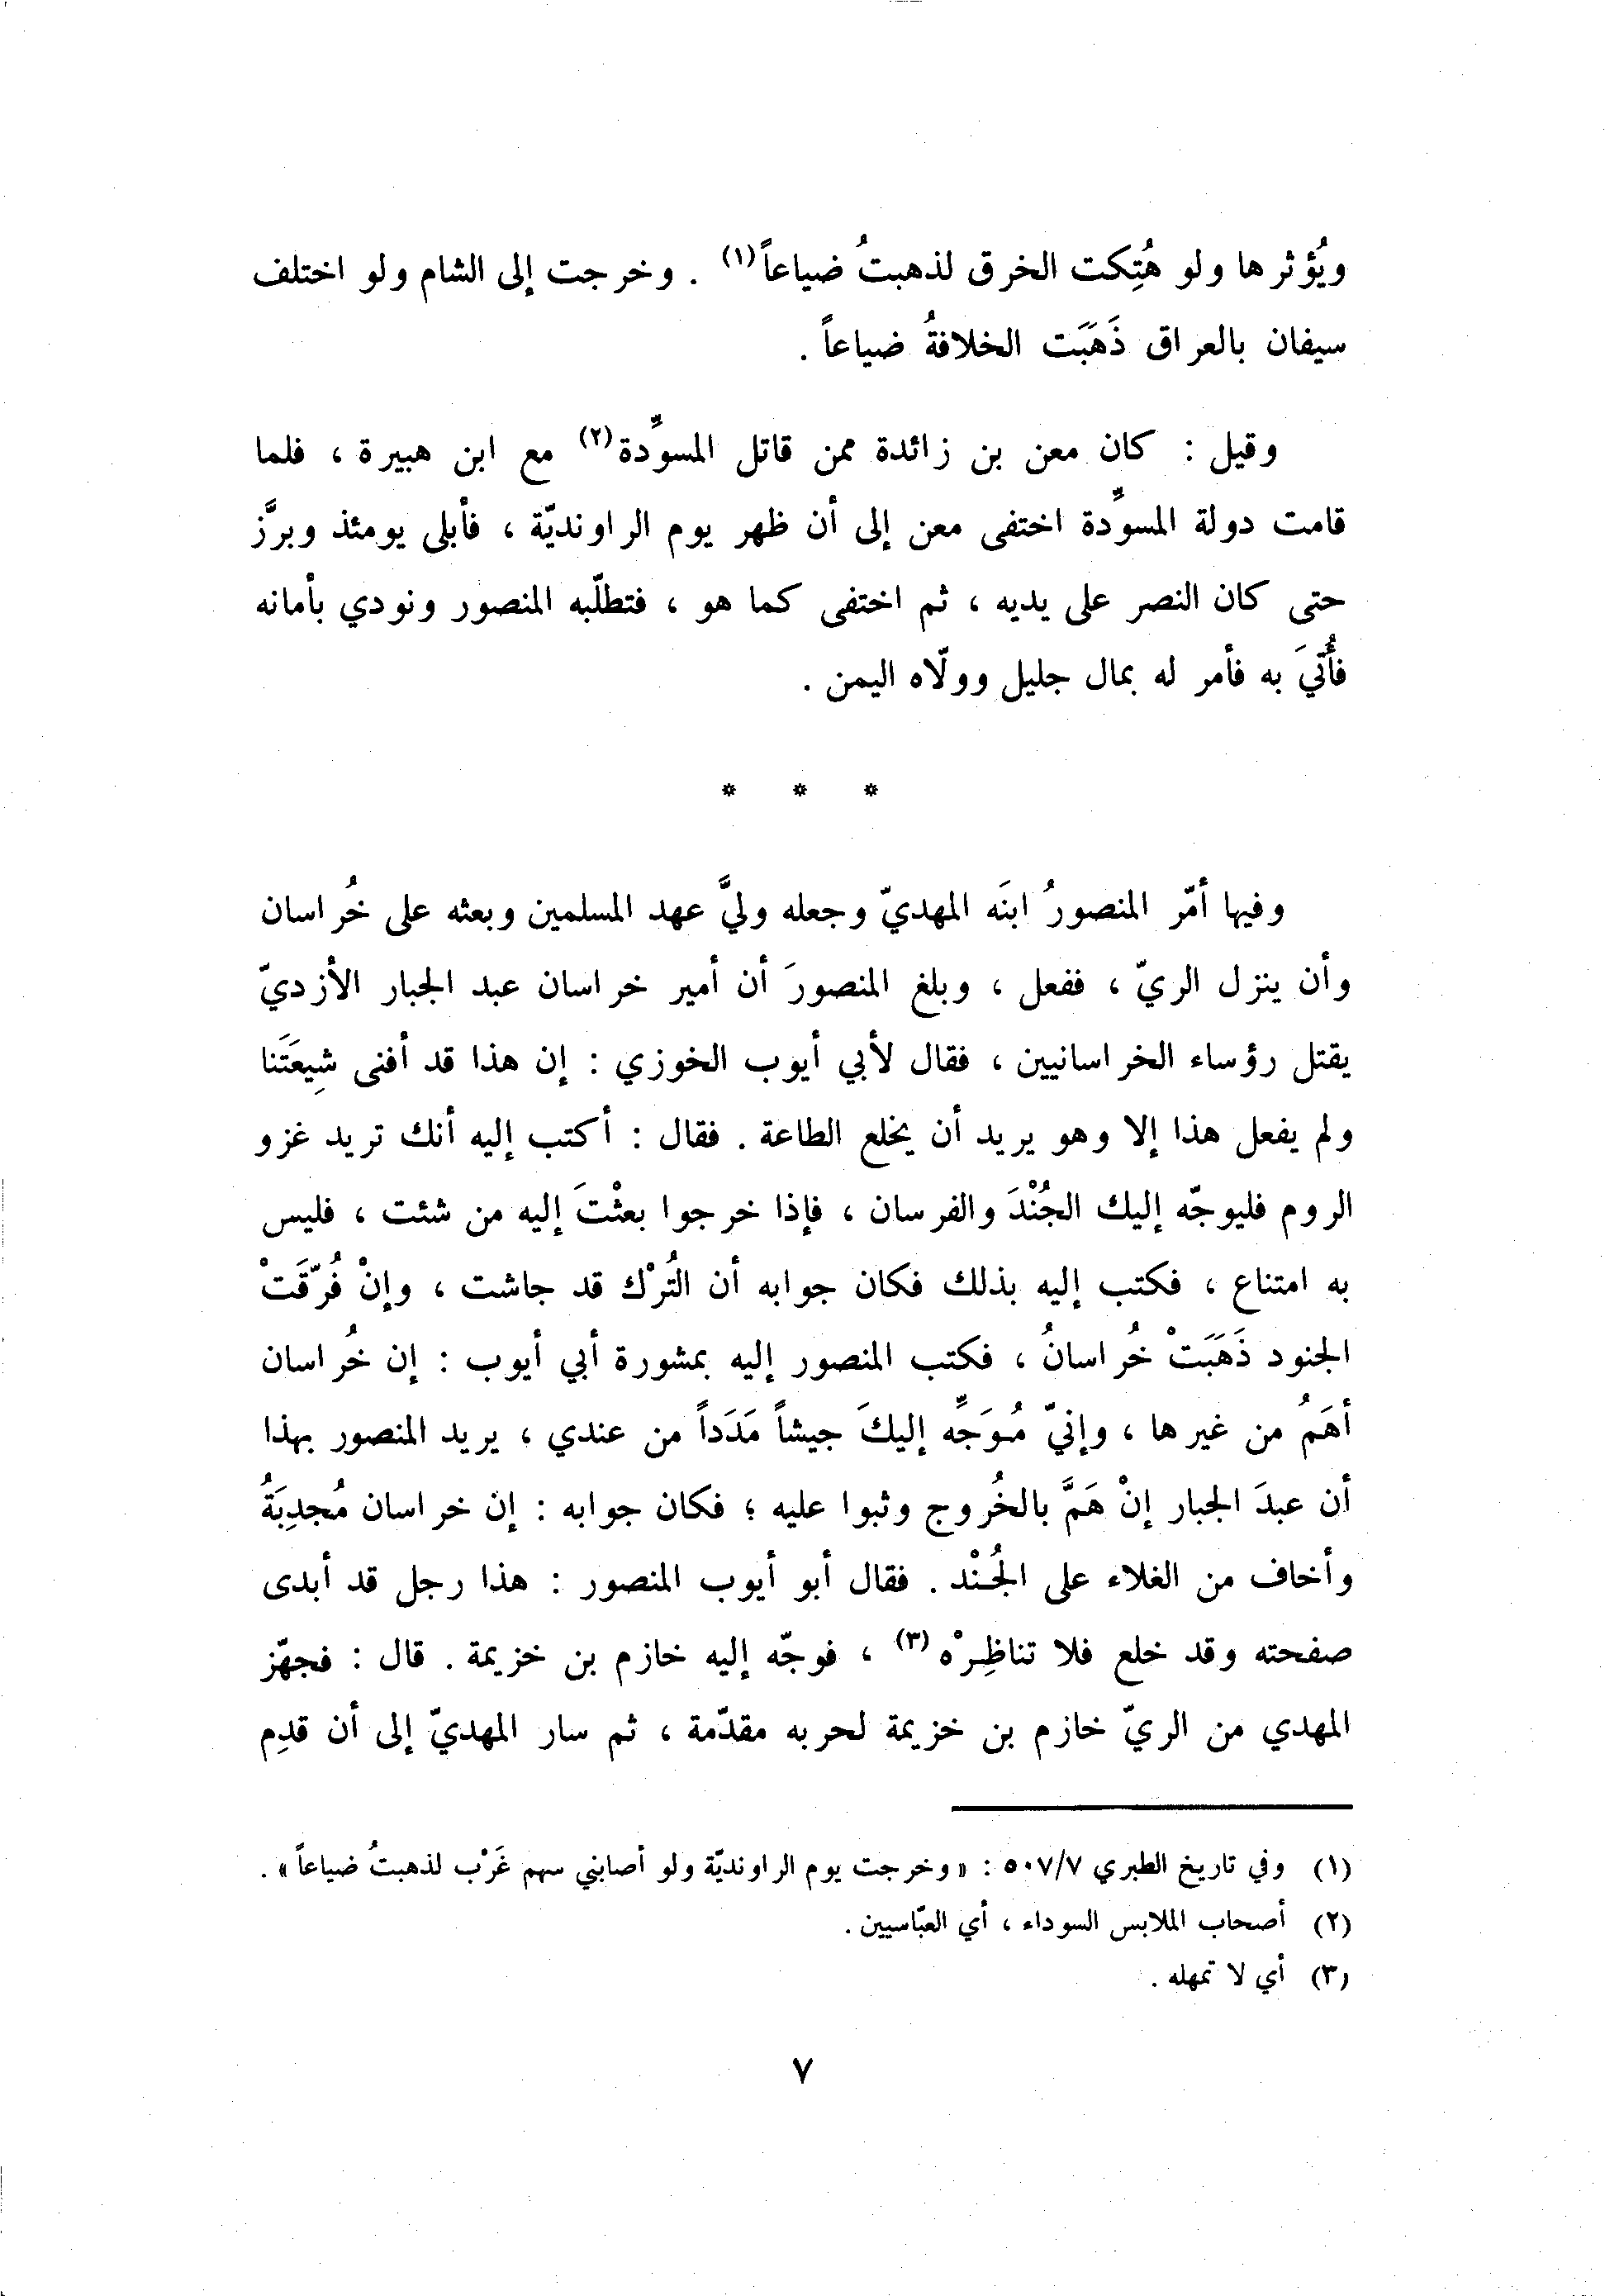 ويُؤثرها ولو هُتِكت الخرق لذهبتُ ضياعاً(١) . وخرجت إلى الشام ولو اختلف
سيفان بالعراق ذَهَبَت الخلافةُ ضياعاً .
وقيل : كان معن بن زائدة ممن قاتل المسوِّدة(٢) مع ابن هبيرة ، فلما
قامت دولة المسوِّدة اختفى معن إلى أن ظهر يوم الراونديّة ، فأبلى يومئذ وبرَّز
حتى كان النصر على يديه ، ثم اختفى كما هو ، فتطلّبه المنصور ونودي بأمانه
فأُتيَ به فأمر له بمال جليل وولّاه اليمن .
* * *
وفيها أمّر المنصورُ ابنَه المهديّ وجعله وليَّ عهد المسلمين وبعثه على خُراسان
وأن ينزل الريّ ، ففعل ، وبلغ المنصورَ أن أمير خراسان عبد الجبار الأزديّ
يقتل رؤساء الخراسانيين ، فقال لأبي أيوب الخوزي : إن هذا قد أفنى شِيعَتَنا
ولم يفعل هذا إلا وهو يريد أن يخلع الطاعة . فقال : أكتب إليه أنك تريد غزو
الروم فليوجّه إليك الجُنْدَ والفرسان ، فإذا خرجوا بعثْتَ إليه من شئت ، فليس
به امتناع ، فكتب إليه بذلك فكان جوابه أن التُرْك قد جاشت ، وإنْ فُرّقَتْ
الجنود ذَهَبَتْ خُراسانُ ، فكتب المنصور إليه بمشورة أبي أيوب : إن خُراسان
أهَمُ من غيرها ، وإنيّ مُوَجِّه إليكَ جيشاً مَدَداً من عندي ، يريد المنصور بهذا
أن عبدَ الجبار إنْ هَمَّ بالخُروج وثبوا عليه ؛ فكان جوابه : إن خراسان مُجدِبَةُ
وأخاف من الغلاء على الجُنْد . فقال أبو أيوب المنصور : هذا رجل قد أبدى
صفحته وقد خلع فلا تناظِرْه(٣) ، فوجّه إليه خازم بن خزيمة . قال : فجهّز
المهدي من الريّ خازم بن خزيمة لحربه مقدّمة ، ثم سار المهديّ إلى أن قدِم
(١) وفي تاريخ الطبري ٥٠٧/٧ : « وخرجت يوم الراونديّة ولو أصابني سهم غَرْب لذهبتُ ضياعاً » .
(٢) أصحاب الملابس السوداء ، أي العبّاسيين .
(٣) أي لا تمهله .
٧